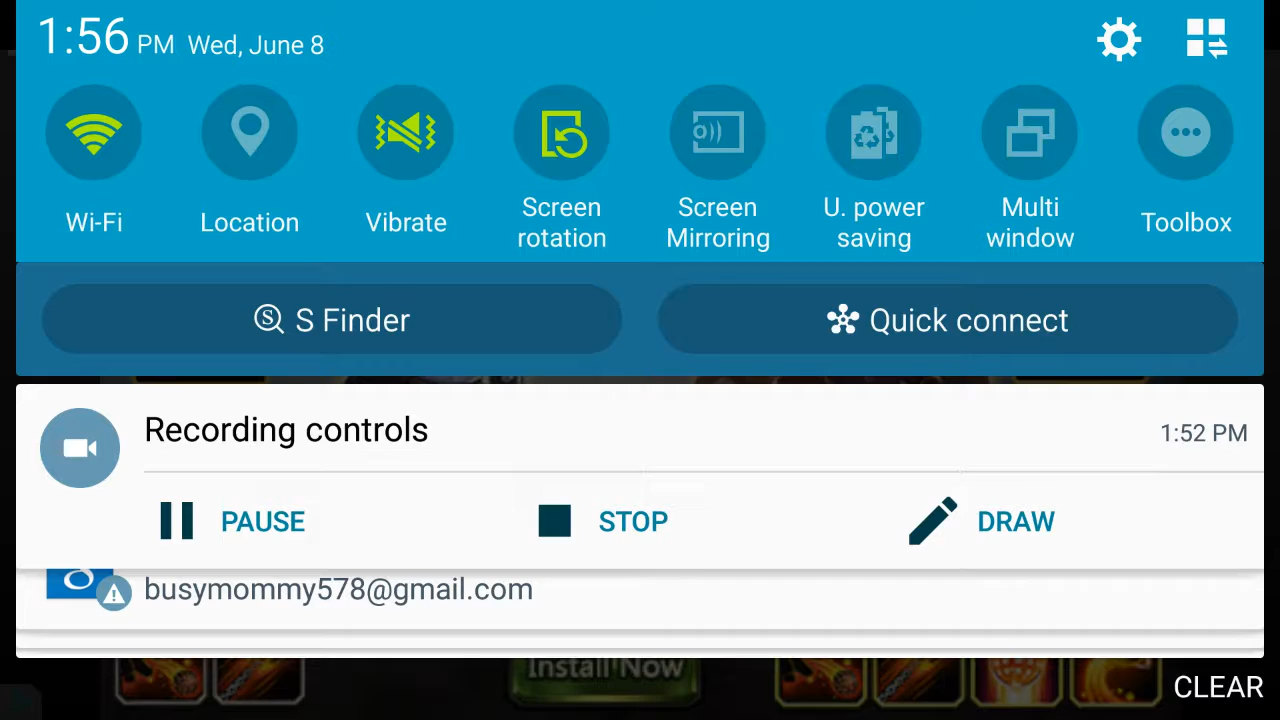 1:56 PM Wed, June 8
Wi-Fi
Location
Vibrate
Screen
rotation
Screen
Mirroring
U. power
saving
Multi
window
Toolbox
S Finder
Quick connect
Recording controls
1:52 PM
PAUSE
STOP
DRAW
busymommy578@gmail.com
Install Now
CLEAR